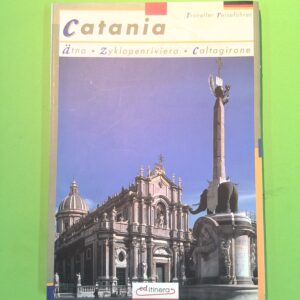 Traveller Reiseführer
Catania
Ätna • Zyklopenriviera • Caltagirone
ed itinera